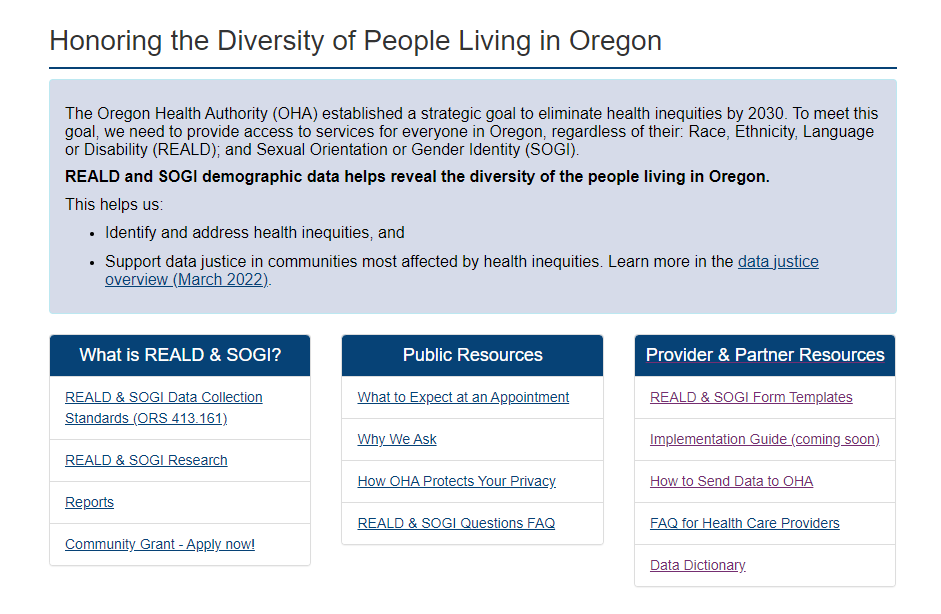 Honoring the Diversity of People Living in Oregon
The Oregon Health Authority (OHA) established a strategic goal to eliminate health inequities by 2030. To meet this
goal, we need to provide access to services for everyone in Oregon, regardless of their: Race, Ethnicity, Language
or Disability (REALD); and Sexual Orientation or Gender Identity (SOGI).
REALD and SOGI demographic data helps reveal the diversity of the people living in Oregon.
This helps us:
• Identify and address health inequities, and
• Support data justice in communities most affected by health inequities. Learn more in the data justice
overview (March 2022).
What is REALD & SOGI?
REALD & SOGI Data Collection
Standards (ORS 413.161)
REALD & SOGI Research
Reports
Community Grant - Apply now!
Public Resources
What to Expect at an Appointment
Why We Ask
How OHA Protects Your Privacy
REALD & SOGI Questions FAQ
Provider & Partner Resources
REALD & SOGI Form Templates
Implementation Guide (coming soon)
How to Send Data to OHA
FAQ for Health Care Providers
Data Dictionary